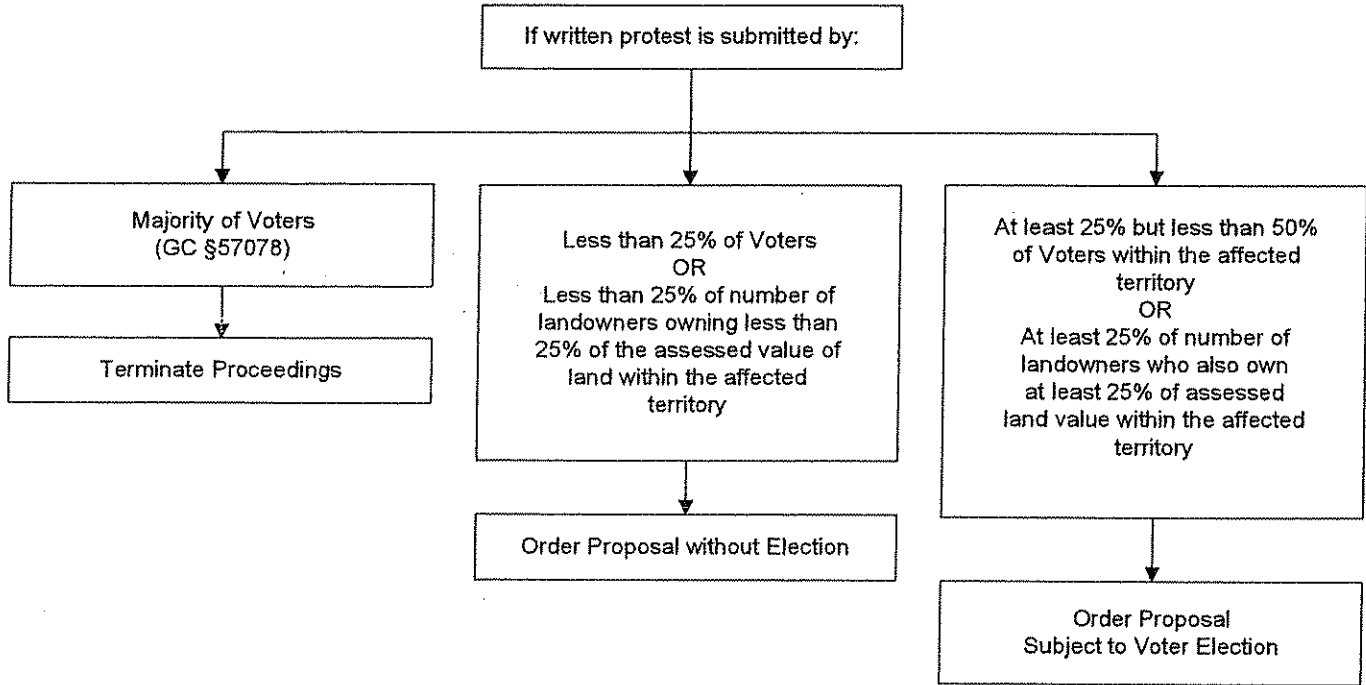 If written protest is submitted by:
Majority of Voters
(GC §57078)
Terminate Proceedings
Less than 25% of Voters
OR
Less than 25% of number of
landowners owning less than
25% of the assessed value of
land within the affected
territory
Order Proposal without Election
At least 25% but less than 50%
of Voters within the affected
territory
OR
At least 25% of number of
landowners who also own
at least 25% of assessed
land value within the affected
territory
Order Proposal
Subject to Voter Election